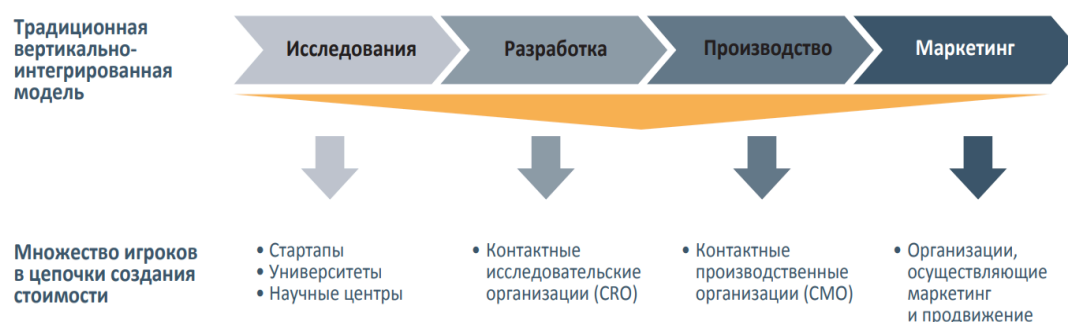 Традиционная
вертикально-
интегрированная
модель
Исследования
Разработка
Производство
Маркетинг
Множество игроков
в цепочки создания
стоимости
• Стартапы
• Университеты
• Научные центры
• Контактные
исследовательские
организации (CRO)
• Контактные
производственные
организации (CMO)
• Организации,
осуществляющие
маркетинг
и продвижение